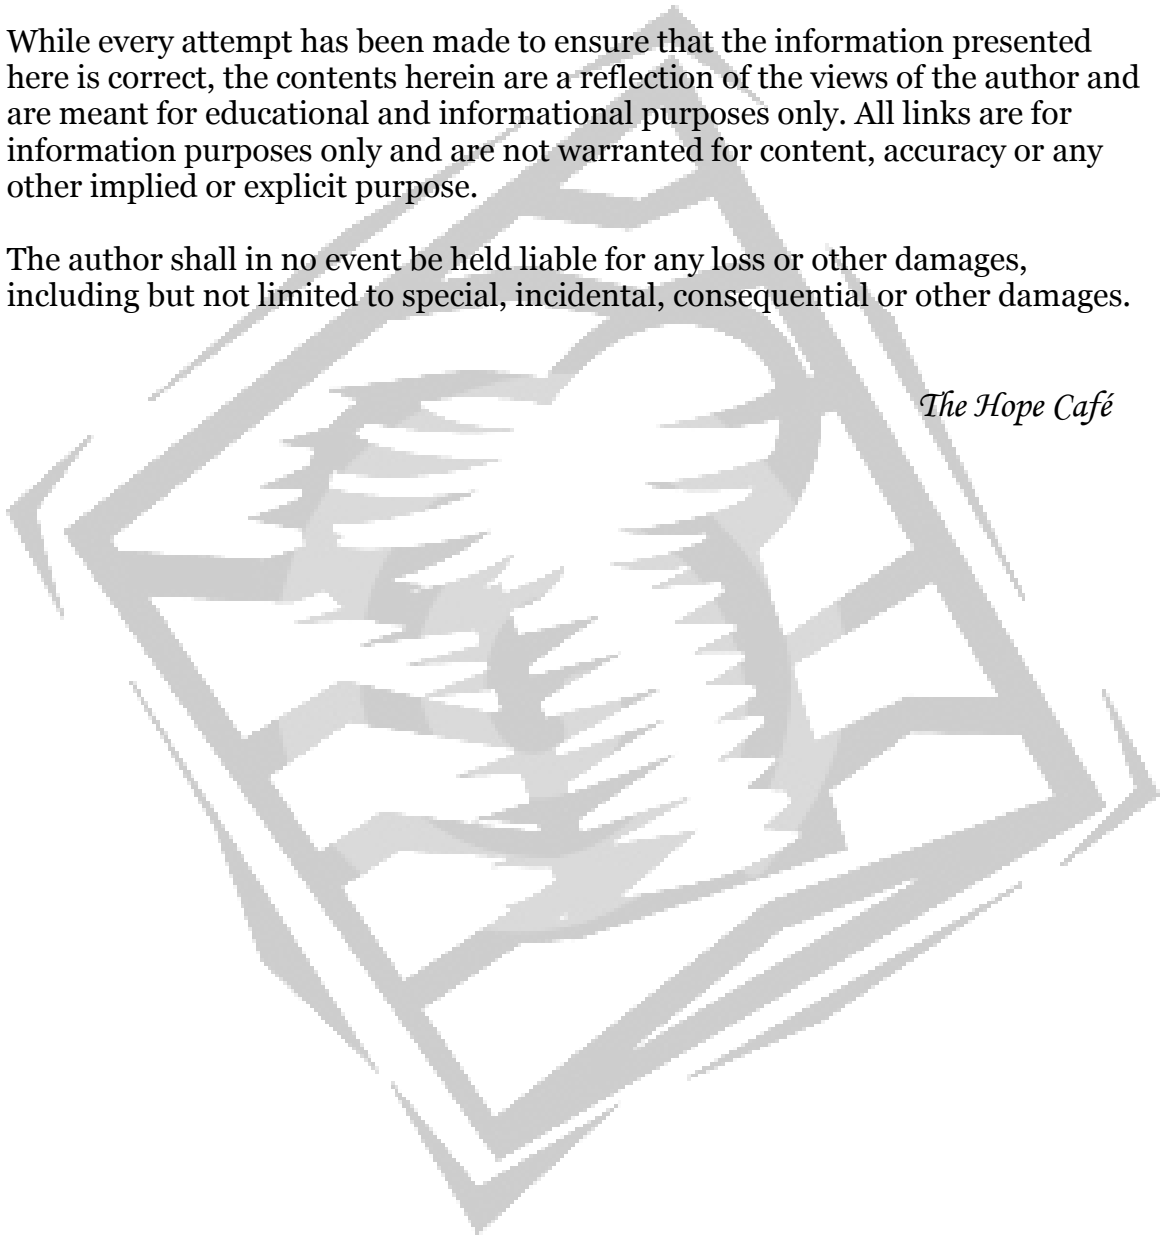 While every attempt has been made to ensure that the information presented
here is correct, the contents herein are a reflection of the views of the author and
are meant for educational and informational purposes only. All links are for
information purposes only and are not warranted for content, accuracy or any
other implied or explicit purpose.
The author shall in no event be held liable for any loss or other damages,
including but not limited to special, incidental, consequential or other damages.
The Hope Café